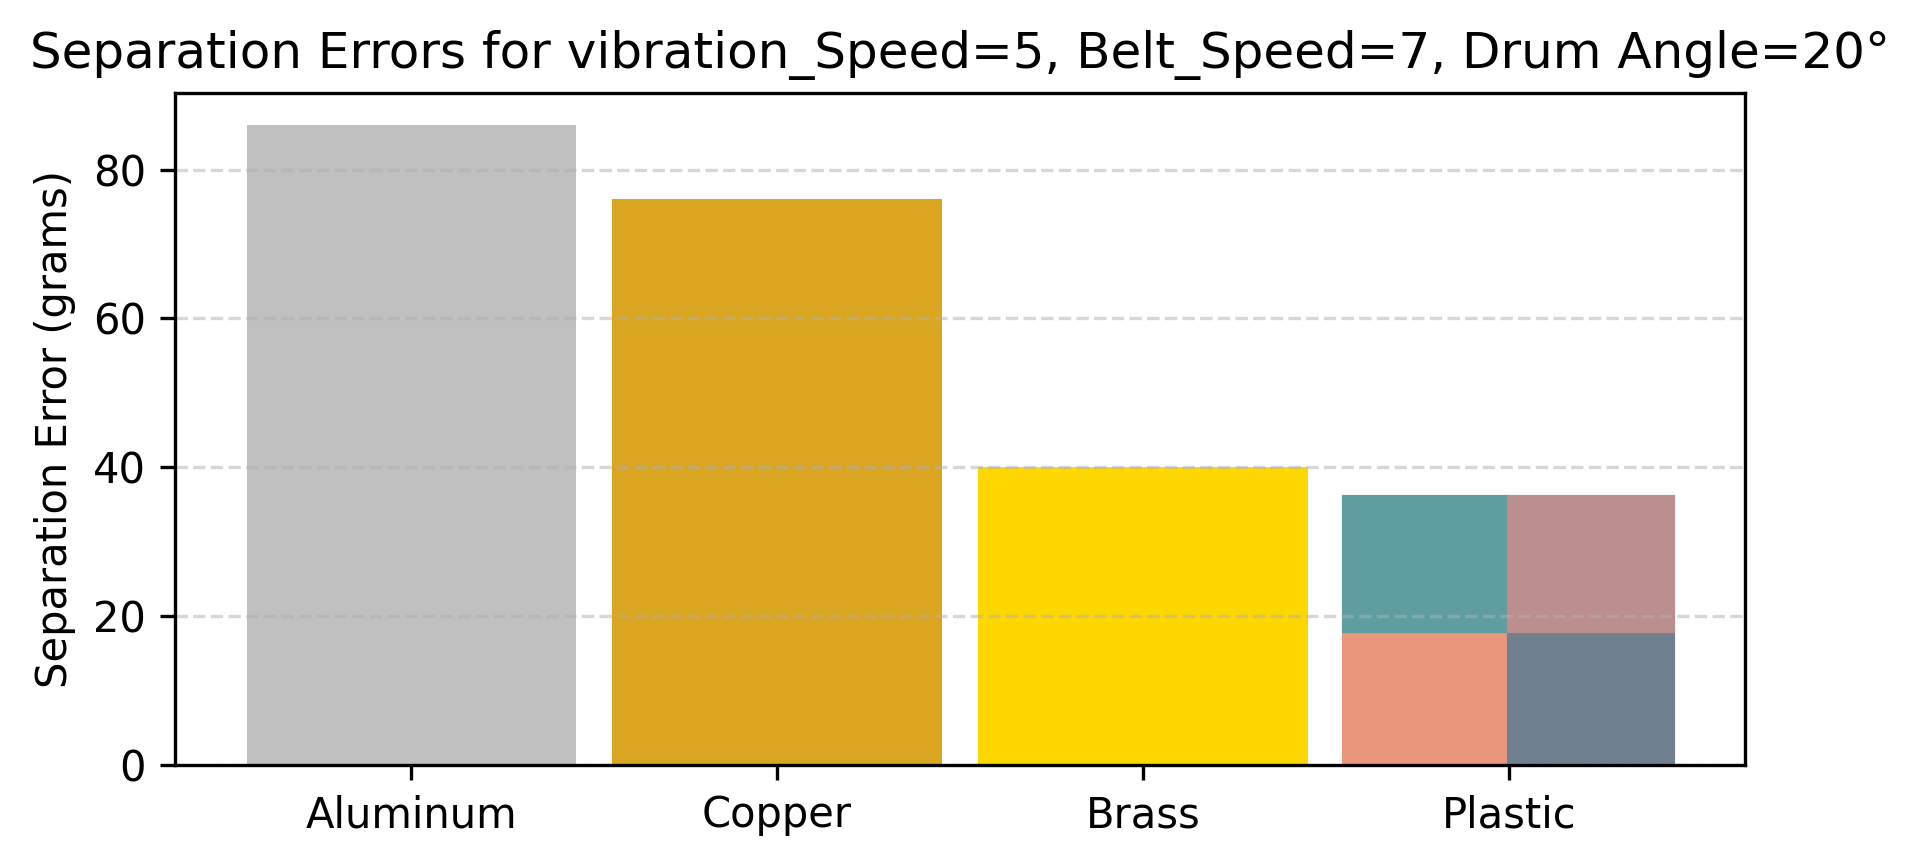 Separation Errors for vibration_Speed=5, Belt_Speed=7, Drum Angle=20°
Separation Error (grams)
80
60
40
20
0
Aluminum
Copper
Brass
Plastic